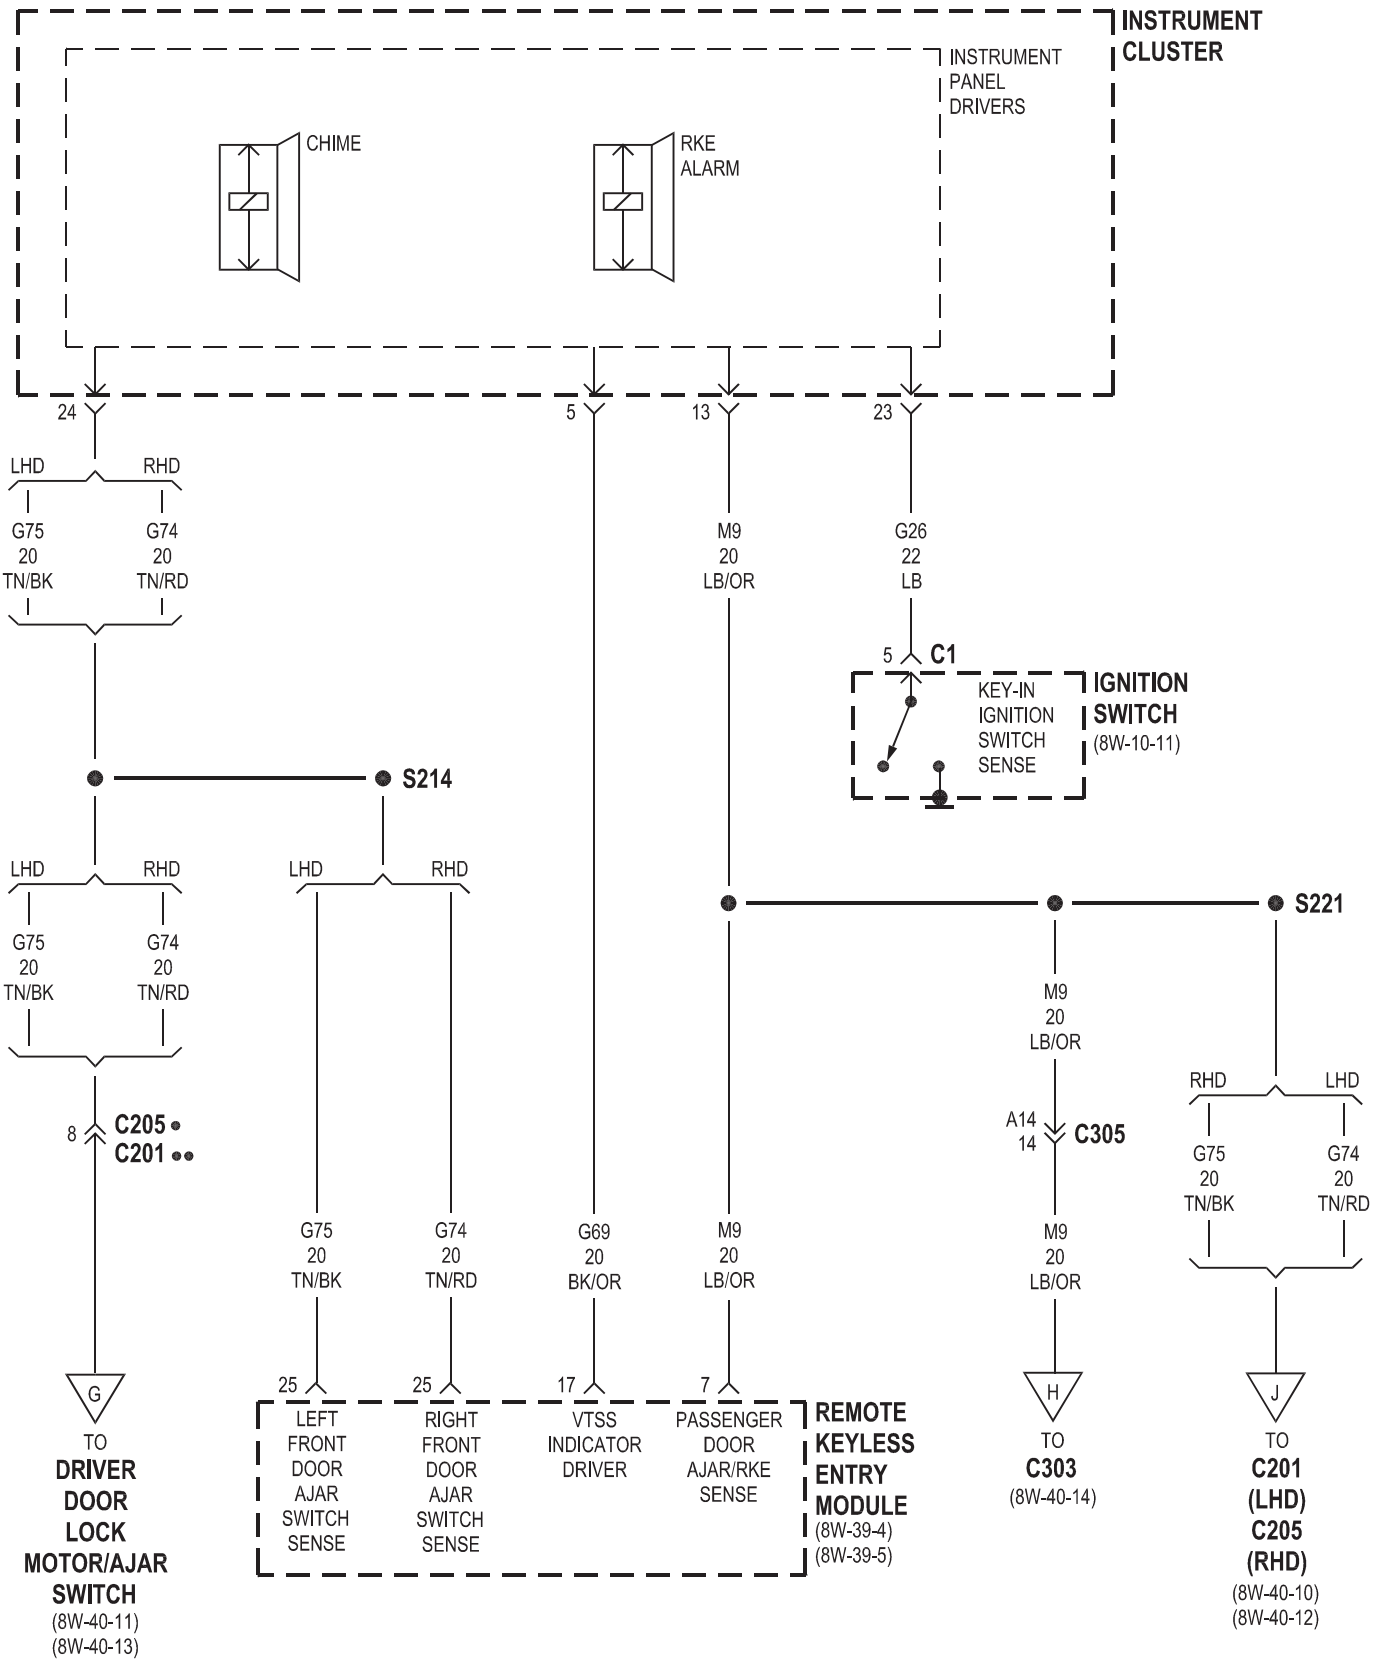 INSTRUMENT
CLUSTER
INSTRUMENT
PANEL
DRIVERS
CHIME
RKE
ALARM
24
5
13
23
LHD
RHD
G75
20
TN/BK
G74
20
TN/RD
M9
20
LB/OR
G26
22
LB
5
C1
IGNITION
SWITCH
(8W-10-11)
KEY-IN
IGNITION
SWITCH
SENSE
S214
LHD
RHD
LHD
RHD
S221
G75
20
TN/BK
G74
20
TN/RD
M9
20
LB/OR
RHD
LHD
8
C205
C201
A14
14
C305
G75
20
TN/BK
G74
20
TN/RD
G75
20
TN/BK
G74
20
TN/RD
G69
20
BK/OR
M9
20
LB/OR
M9
20
LB/OR
25
25
17
7
G
H
J
TO
DRIVER
DOOR
LOCK
MOTOR/AJAR
SWITCH
(8W-40-11)
(8W-40-13)
LEFT
FRONT
DOOR
AJAR
SWITCH
SENSE
RIGHT
FRONT
DOOR
AJAR
SWITCH
SENSE
VTSS
INDICATOR
DRIVER
PASSENGER
DOOR
AJAR/RKE
SENSE
REMOTE
KEYLESS
ENTRY
MODULE
(8W-39-4)
(8W-39-5)
TO
C303
(8W-40-14)
TO
C201
(LHD)
C205
(RHD)
(8W-40-10)
(8W-40-12)